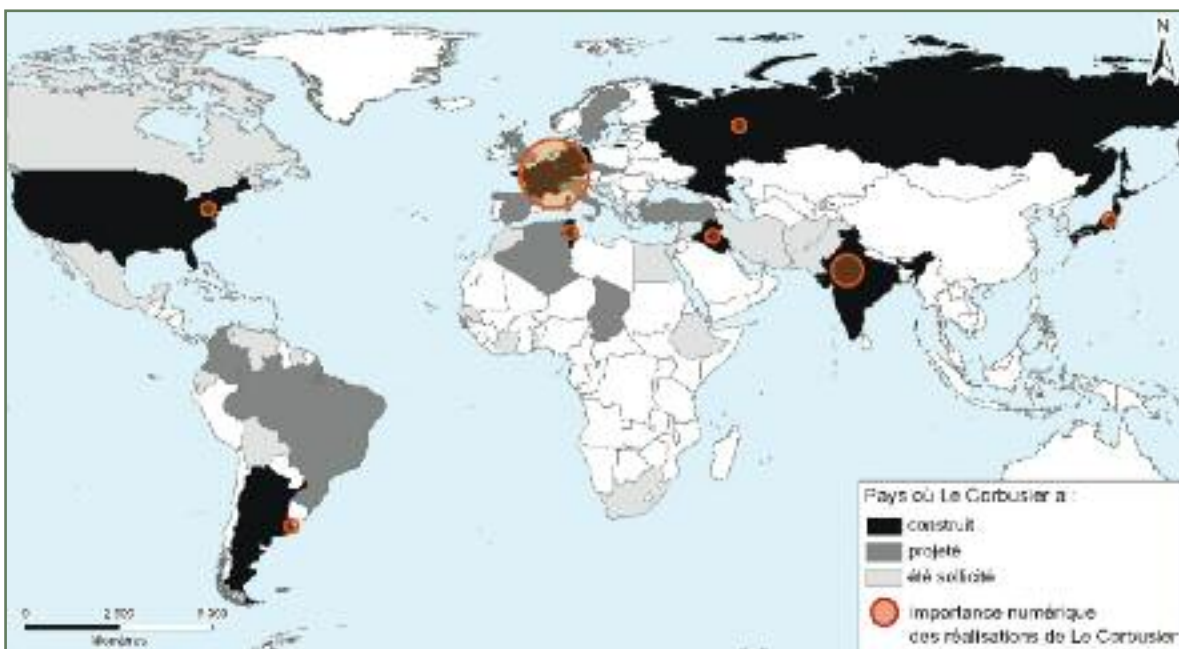 N
Pays où Le Corbusier a :
construit
projeté
été sollicité
importance numérique
des réalisations de Le Corbusier
0 2 500 5 000
kilomètres